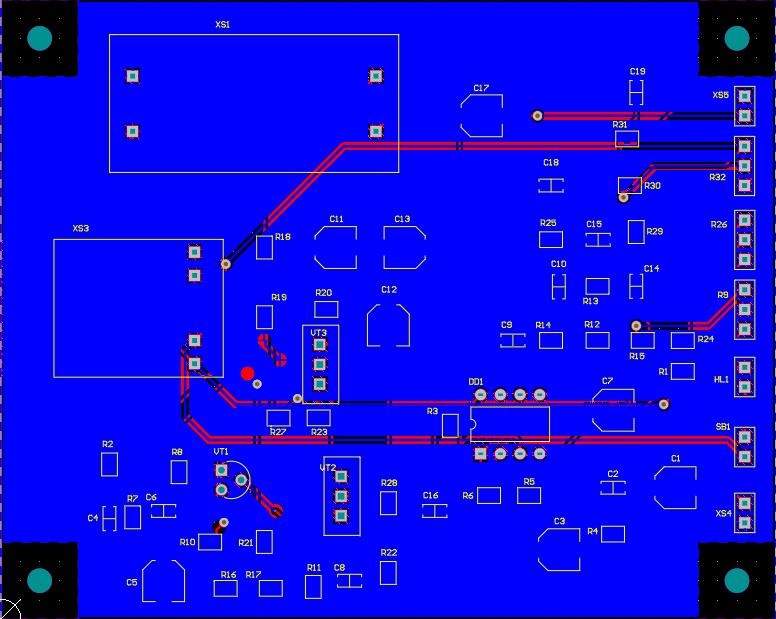 XS1
C19
C17
XS5
R31
C18
R32
R30
C11
C13
R25
C15
R26
XS3
R29
R18
C10
C14
R13
C12
R20
R19
R9
C9
R14
R12
VT3
R15
R24
R1
HL1
DD1
C7
R3
R27
R23
SB1
R2
R8
VT1
VT2
C1
C2
R28
R6
R5
C4
R7
C6
C16
XS4
C3
R4
R10
R21
R22
C5
R16
R17
R11
C8